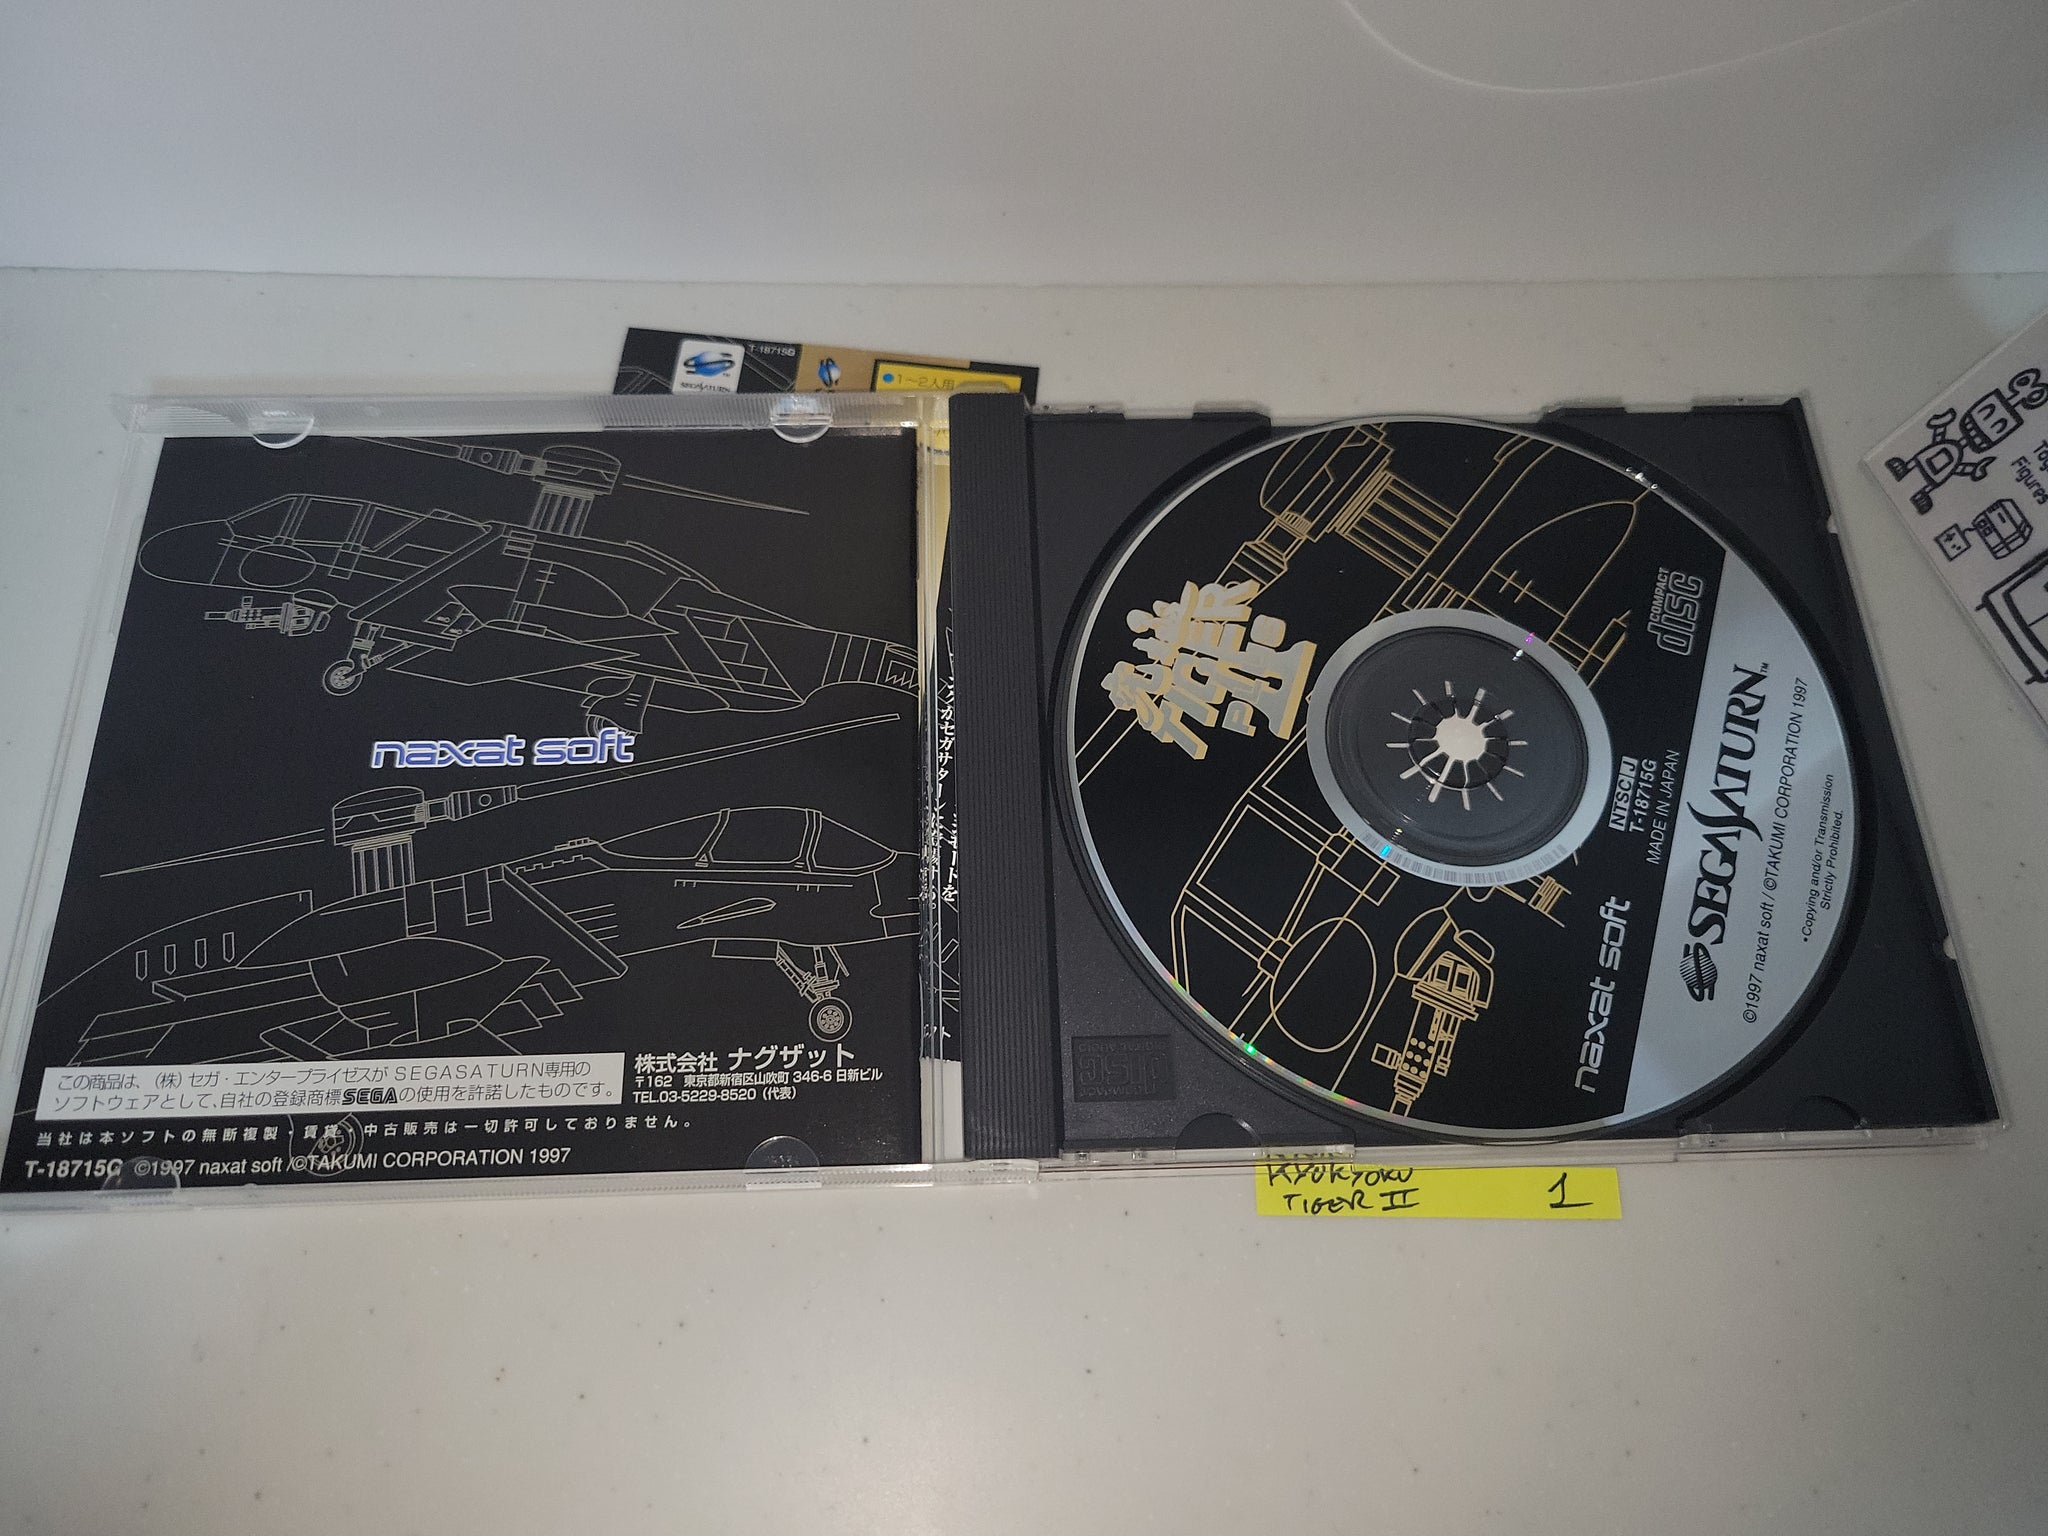 T-18715G
SEGA SATURN
1~2人用
naxat soft
この商品は、(株)セガ・エンタープライゼスがSEGASATURN専用の
ソフトウェアとして、自社の登録商標SEGAの使用を許諾したものです。
株式会社 ナグザット
〒162 東京都新宿区山吹町 346-6 日新ビル
TEL.03-5229-8520 (代表)
当社は本ソフトの無断複製・賃貸・中古販売は一切許可しておりません。
T-18715G ©1997 naxat soft /©TAKUMI CORPORATION 1997
TIGER
II
COMPACT
disc
NTSC J
T-18715G
MADE IN JAPAN
naxat soft
SEGA SATURN™
©1997 naxat soft / ©TAKUMI CORPORATION 1997
•Copying and/or Transmission
Strictly Prohibited.
KYUKYOKU
TIGER II 1
Figures